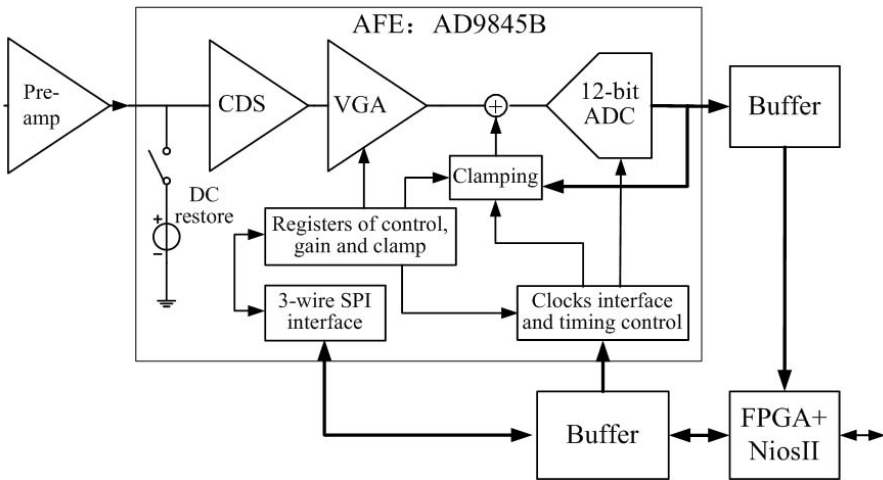 AFE：AD9845B
Pre-
amp
CDS
VGA
12-bit
ADC
Buffer
Clamping
DC
restore
+
-
Registers of control,
gain and clamp
3-wire SPI
interface
Clocks interface
and timing control
Buffer
FPGA+
NiosII